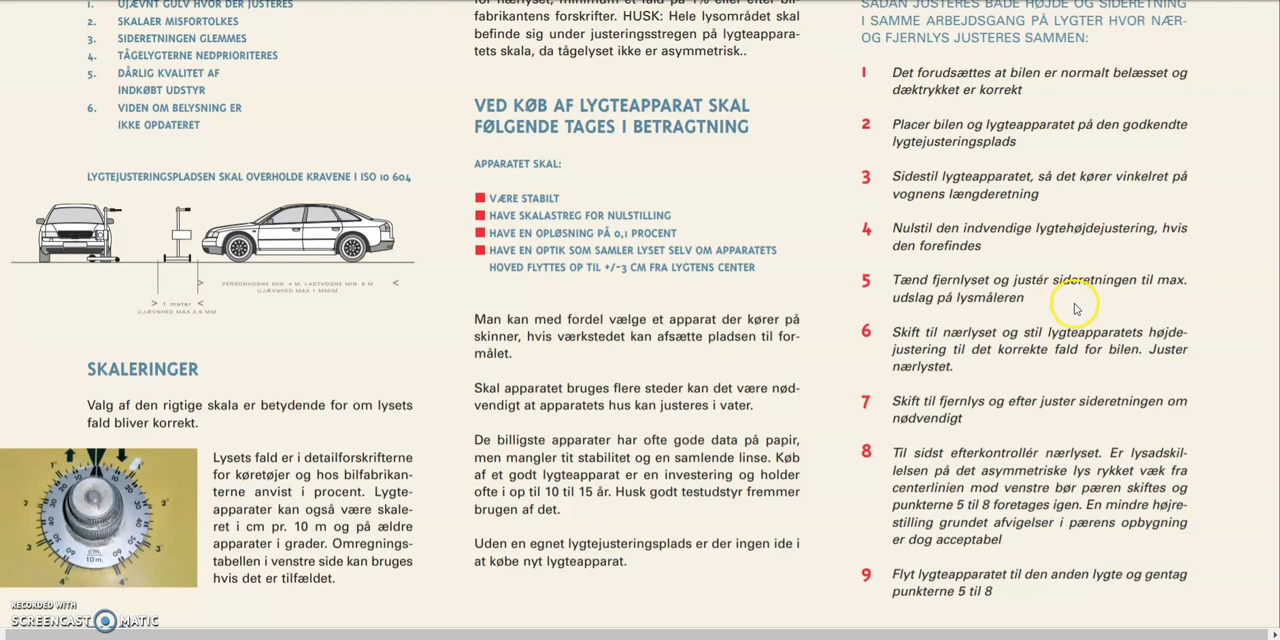 1. UJÆVNT GULV HVOR DER JUSTERES
2. SKALAER MISFORTOLKES
3. SIDERETNINGEN GLEMMES
4. TÅGELYGTERNE NEDPRIORITERES
5. DÅRLIG KVALITET AF
INDKØBT UDSTYR
6. VIDEN OM BELYSNING ER
IKKE OPDATERET
LYGTEJUSTERINGSPLADSEN SKAL OVERHOLDE KRAVENE I ISO 10 604
> PERSONVOGNE MIN. 4 M. LASTVOGNE MIN. 8 M <
UJÆVNHED MAX 1 MM/M
> 1 meter <
UJÆVNHED MAX 0,5 MM
SKALERINGER
Valg af den rigtige skala er betydende for om lysets
fald bliver korrekt.
Lysets fald er i detailforskrifterne
for køretøjer og hos bilfabrikan-
terne anvist i procent. Lygte-
apparater kan også være skale-
ret i cm pr. 10 m og på ældre
apparater i grader. Omregnings-
tabellen i venstre side kan bruges
hvis det er tilfældet.
cm.
10 m.
RECORDED WITH
SCREENCAST MATIC
for nærlyset, minimum et fald på 1% eller efter bil-
fabrikantens forskrifter. HUSK: Hele lysområdet skal
befinde sig under justeringsstregen på lygteappara-
tets skala, da tågelyset ikke er asymmetrisk..
VED KØB AF LYGTEAPPARAT SKAL
FØLGENDE TAGES I BETRAGTNING
APPARATET SKAL:
VÆRE STABILT
HAVE SKALASTREG FOR NULSTILLING
HAVE EN OPLØSNING PÅ 0,1 PROCENT
HAVE EN OPTIK SOM SAMLER LYSET SELV OM APPARATETS
HOVED FLYTTES OP TIL +/-3 CM FRA LYGTENS CENTER
Man kan med fordel vælge et apparat der kører på
skinner, hvis værkstedet kan afsætte pladsen til for-
målet.
Skal apparatet bruges flere steder kan det være nød-
vendigt at apparatets hus kan justeres i vater.
De billigste apparater har ofte gode data på papir,
men mangler tit stabilitet og en samlende linse. Køb
af et godt lygteapparat er en investering og holder
ofte i op til 10 til 15 år. Husk godt testudstyr fremmer
brugen af det.
Uden en egnet lygtejusteringsplads er der ingen ide i
at købe nyt lygteapparat.
SÅDAN JUSTERES BÅDE HØJDE OG SIDERETNING
I SAMME ARBEJDSGANG PÅ LYGTER HVOR NÆR-
OG FJERNLYS JUSTERES SAMMEN:
1 Det forudsættes at bilen er normalt belæsset og
dæktrykket er korrekt
2 Placer bilen og lygteapparatet på den godkendte
lygtejusteringsplads
3 Sidestil lygteapparatet, så det kører vinkelret på
vognens længderetning
4 Nulstil den indvendige lygtehøjdejustering, hvis
den forefindes
5 Tænd fjernlyset og justér sideretningen til max.
udslag på lysmåleren
6 Skift til nærlyset og stil lygteapparatets højde-
justering til det korrekte fald for bilen. Juster
nærlystet.
7 Skift til fjernlys og efter juster sideretningen om
nødvendigt
8 Til sidst efterkontrollér nærlyset. Er lysadskil-
lelsen på det asymmetriske lys rykket væk fra
centerlinien mod venstre bør pæren skiftes og
punkterne 5 til 8 foretages igen. En mindre højre-
stilling grundet afvigelser i pærens opbygning
er dog acceptabel
9 Flyt lygteapparatet til den anden lygte og gentag
punkterne 5 til 8